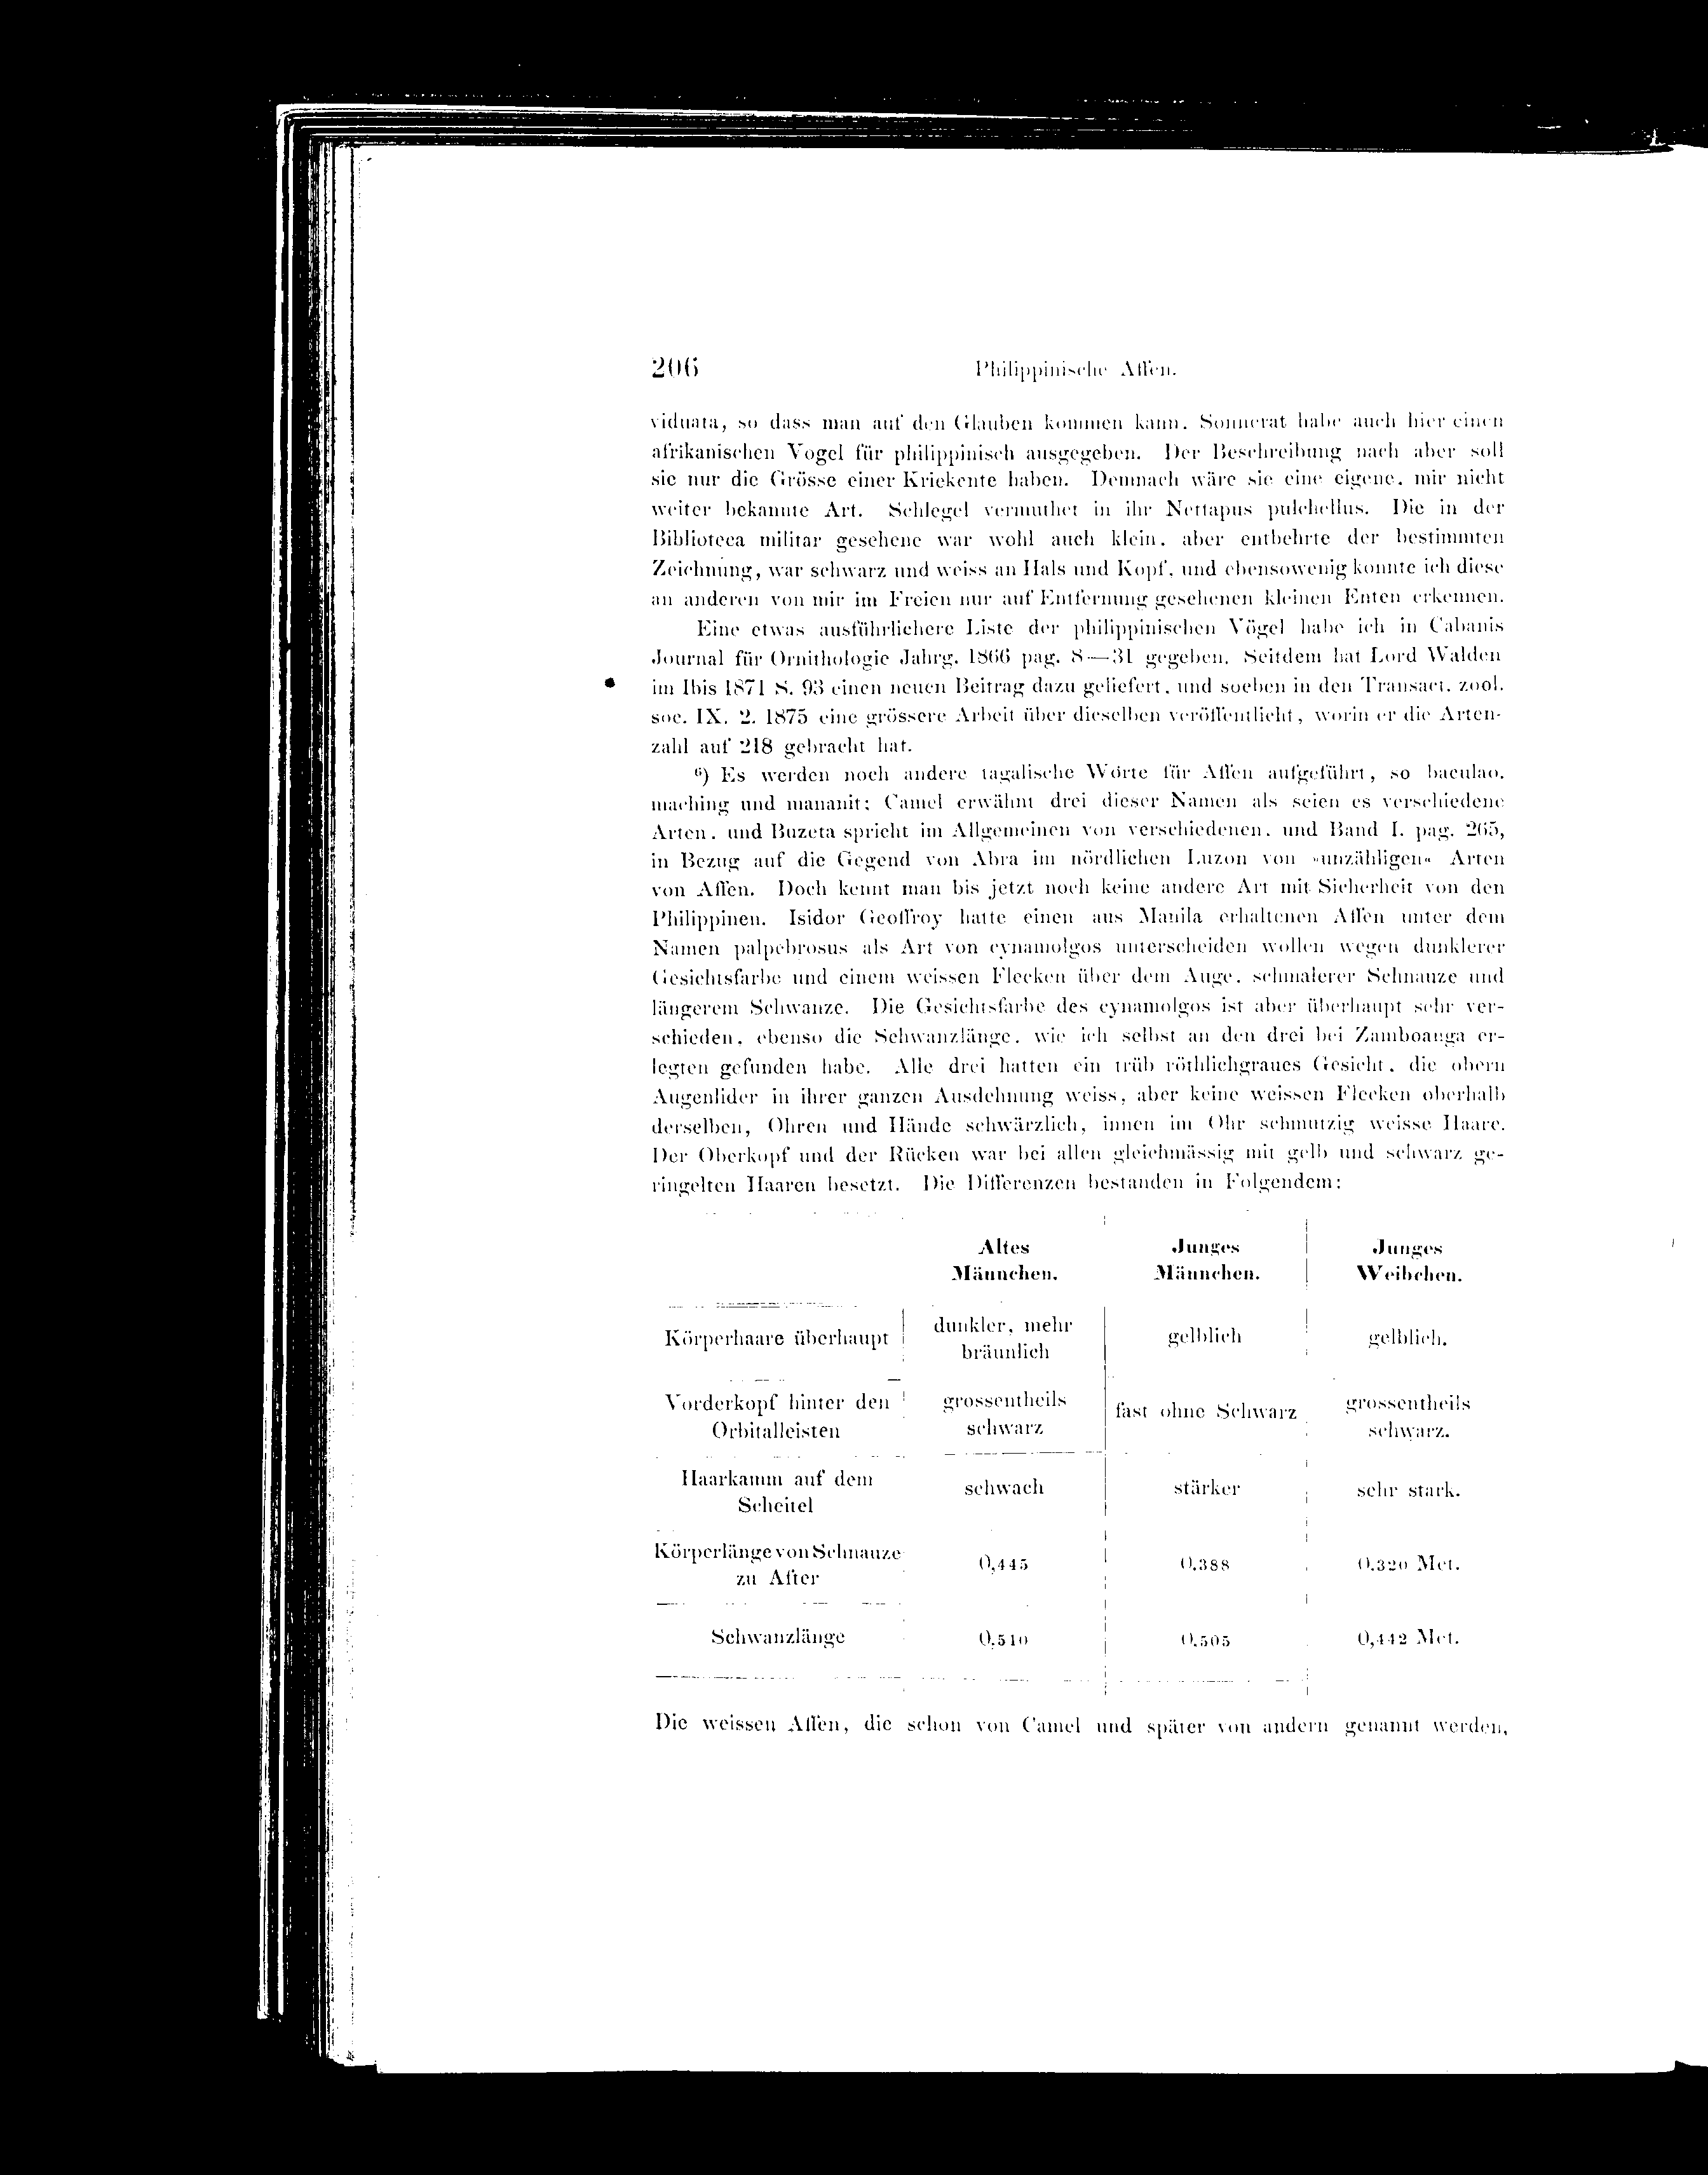 206 Philippinische Affen.
viduata, so dass man auf den Glauben kommen kann, Sonnerat habe auch hier einen
afrikanischen Vogel für philippinisch ausgegeben. Der Beschreibung nach aber soll
sie nur die Grösse einer Kriekente haben. Demnach wäre sie eine eigene, mir nicht
weiter bekannte Art. Schlegel vermuthet in ihr Nettapus pulchellus. Die in der
Biblioteca militar gesehene war wohl auch klein, aber entbehrte der bestimmten
Zeichnung, war schwarz und weiss an Hals und Kopf, und ebensowenig konnte ich diese
an anderen von mir im Freien nur auf Entfernung gesehenen kleinen Enten erkennen.
Eine etwas ausführlichere Liste der philippinischen Vögel habe ich in Cabanis
Journal für Ornithologie Jahrg. 1866 pag. 8—31 gegeben. Seitdem hat Lord Walden
im Ibis 1871 S. 93 einen neuen Beitrag dazu geliefert, und soeben in den Transact. zool.
soc. IX. 2. 1875 eine grössere Arbeit über dieselben veröffentlicht, worin er die Arten-
zahl auf 218 gebracht hat.
⁶) Es werden noch andere tagalische Worte für Affen aufgeführt, so baculao,
maching und mananit; Camel erwähnt drei dieser Namen als seien es verschiedene
Arten, und Buzeta spricht im Allgemeinen von verschiedenen, und Band I. pag. 265,
in Bezug auf die Gegend von Abra im nördlichen Luzon von »unzähligen« Arten
von Affen. Doch kennt man bis jetzt noch keine andere Art mit Sicherheit von den
Philippinen. Isidor Geoffroy hatte einen aus Manila erhaltenen Affen unter dem
Namen palpebrosus als Art von cynamolgos unterscheiden wollen wegen dunklerer
Gesichtsfarbe und einem weissen Flecken über dem Auge, schmalerer Schnauze und
längerem Schwanze. Die Gesichtsfarbe des cynamolgos ist aber überhaupt sehr ver-
schieden, ebenso die Schwanzlänge, wie ich selbst an den drei bei Zamboanga er-
legten gefunden habe. Alle drei hatten ein trüb röthlichgraues Gesicht, die obern
Augenlider in ihrer ganzen Ausdehnung weiss, aber keine weissen Flecken oberhalb
derselben, Ohren und Hände schwärzlich, innen im Ohr schmutzig weisse Haare.
Der Oberkopf und der Rücken war bei allen gleichmässig mit gelb und schwarz ge-
ringelten Haaren besetzt. Die Differenzen bestanden in Folgendem:
Altes Junges Junges
Männchen. Männchen. Weibchen.
Körperhaare überhaupt dunkler, mehr gelblich gelblich.
bräunlich
Vorderkopf hinter den grossentheils fast ohne Schwarz grossentheils
Orbitalleisten schwarz schwarz.
Haarkamm auf dem schwach stärker sehr stark.
Scheitel
Körperlänge von Schnauze 0,445 0,388 0,320 Met.
zu After
Schwanzlänge 0,510 0,505 0,442 Met.
Die weissen Affen, die schon von Camel und später von andern genannt werden,